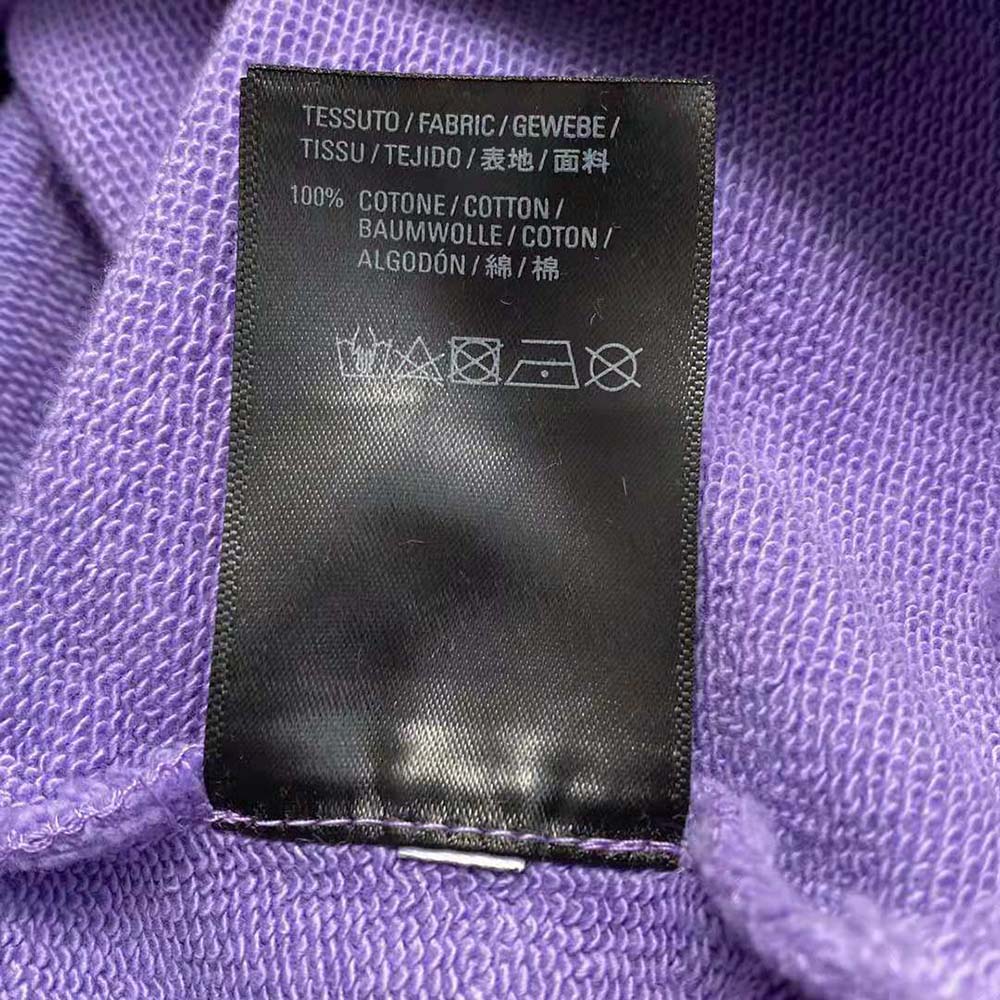 TESSUTO / FABRIC / GEWEBE /
TISSU / TEJIDO / 表地 / 面料
100% COTONE / COTTON /
BAUMWOLLE / COTON /
ALGODÓN / 綿 / 棉